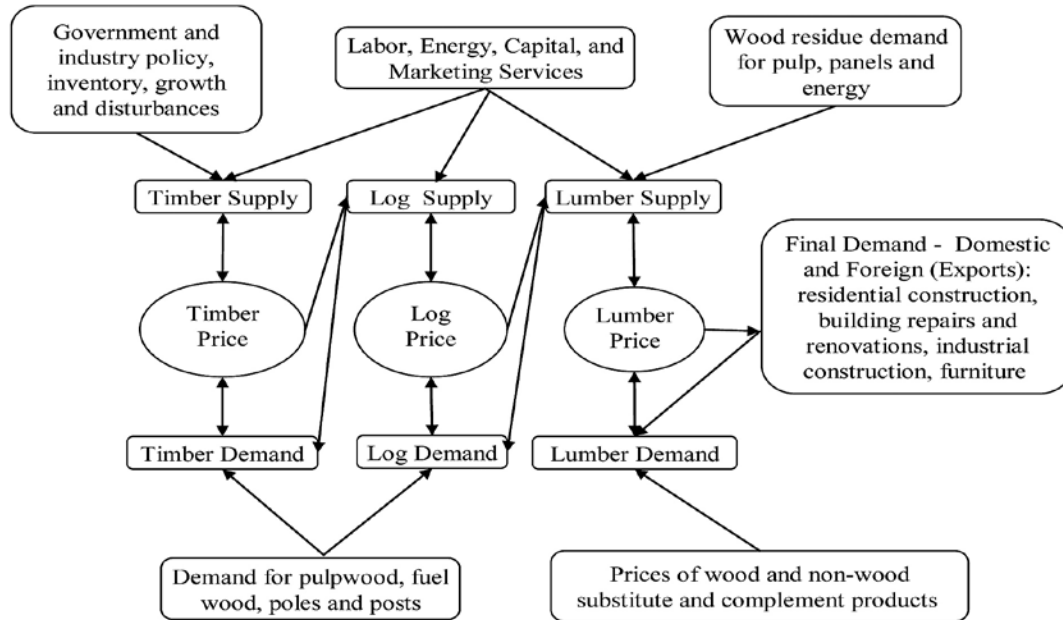 Government and
industry policy,
inventory, growth
and disturbances
Labor, Energy, Capital, and
Marketing Services
Wood residue demand
for pulp, panels and
energy
Timber Supply
Log Supply
Lumber Supply
Timber
Price
Log
Price
Lumber
Price
Final Demand - Domestic
and Foreign (Exports):
residential construction,
building repairs and
renovations, industrial
construction, furniture
Timber Demand
Log Demand
Lumber Demand
Demand for pulpwood, fuel
wood, poles and posts
Prices of wood and non-wood
substitute and complement products